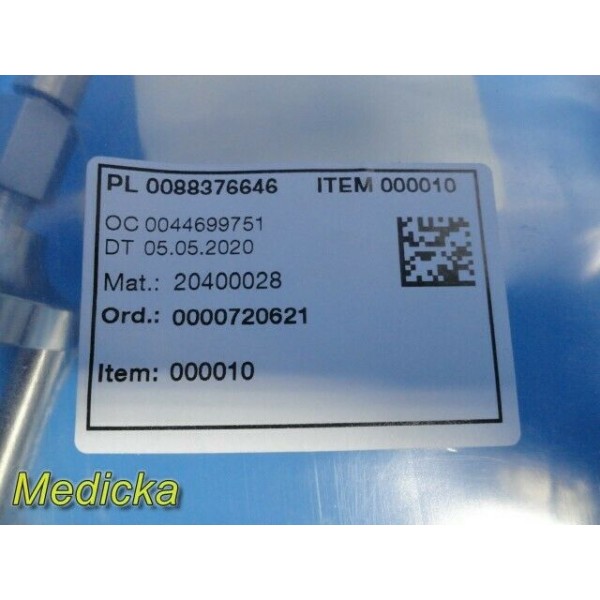 PL 0088376646 ITEM 000010
OC 0044699751
DT 05.05.2020
Mat.: 20400028
Ord.: 0000720621
Item: 000010
Medicka